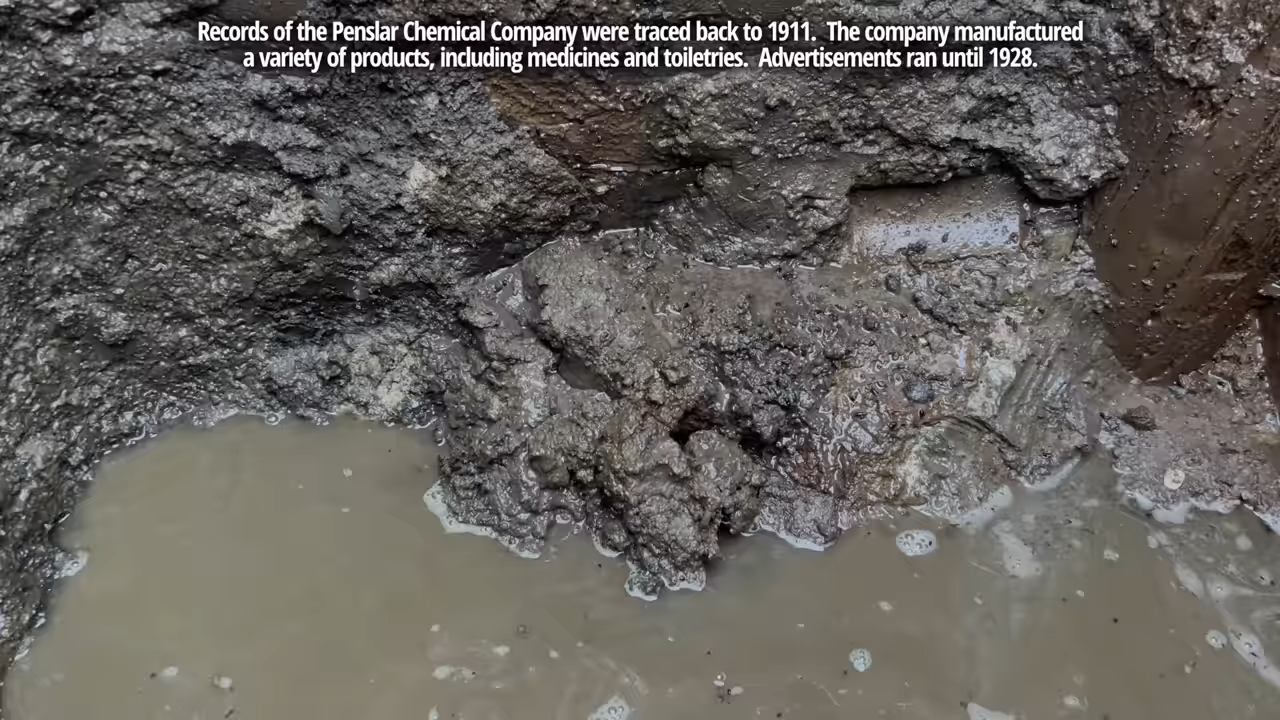 Records of the Penslar Chemical Company were traced back to 1911.  The company manufactured
a variety of products, including medicines and toiletries.  Advertisements ran until 1928.